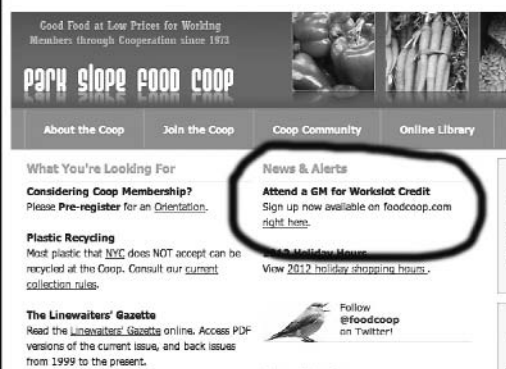 Good Food at Low Prices for Working
Members through Cooperation since 1973
PARK SLOPE FOOD COOP
About the Coop
Join the Coop
Coop Community
Online Library
What You're Looking For
Considering Coop Membership?
Please Pre-register for an Orientation.
Plastic Recycling
Most plastic that NYC does NOT accept can be
recycled at the Coop. Consult our current
collection rules.
The Linewaiters' Gazette
Read the Linewaiters' Gazette online. Access PDF
versions of the current issue, and back issues
from 1999 to the present.
News & Alerts
Attend a GM for Workslot Credit
Sign up now available on foodcoop.com
right here.
2012 Holiday Hours
View 2012 holiday shopping hours .
Follow
@foodcoop
on Twitter!